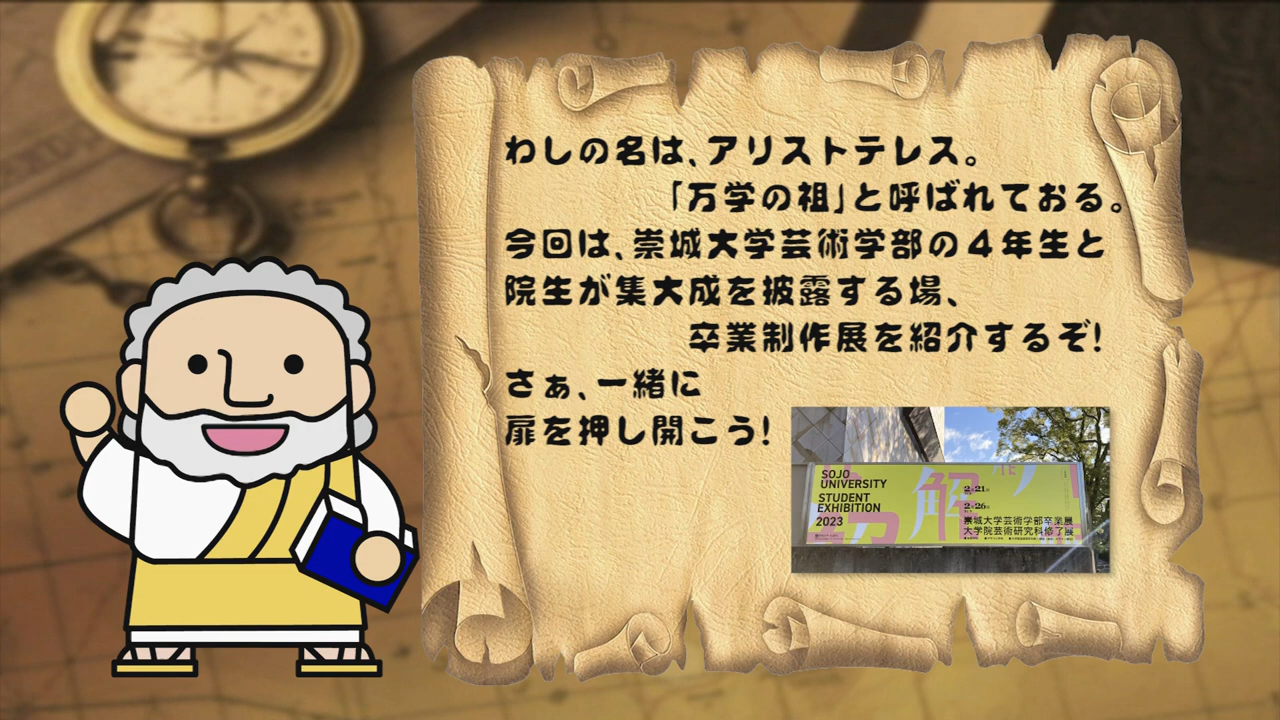 わしの名は、アリストテレス。
「万学の祖」と呼ばれておる。
今回は、崇城大学芸術学部の4年生と
院生が集大成を披露する場、
卒業制作展を紹介するぞ!
さぁ、一緒に
扉を押し開こう!
SOJO
UNIVERSITY
STUDENT
EXHIBITION
2023
解
2.21
2.26
崇城大学芸術学部卒業展
大学院芸術研究科修了展